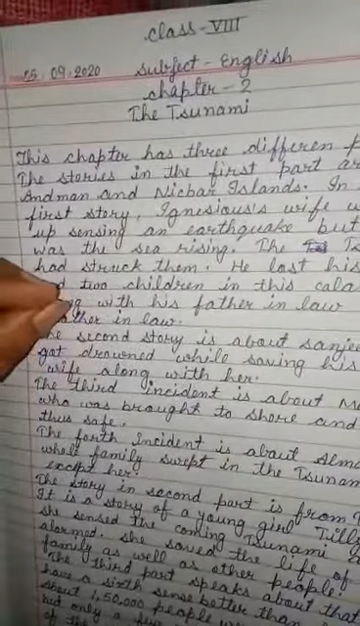 class - VIII
15.09.2020 Subject - English
chapter - 2
The Tsunami
This chapter has three differen
The stories in the first part ar
Andman and Nicbar Islands. In
first story, Ignesious's wife
up sensing an earthquake but
was the sea rising. The Ts
had struck them. He lost his
two children in this cala
with his father in law
in law.
second story is about Sanje
got drowned while saving his
wife along with her.
The third incident is about
who was brought to shore and
thus safe.
The forth incident is about Alm
whole family swept in the Tsunam
except her.
The story in second part is from
It is a story of a young girl Tilly
she sensed the coming Tsunami a
alarmed. she saved the life of
family as well as other people.
The third part speaks about that
have a sixth sense better than
about 1,50,000 people
but only a few
of the